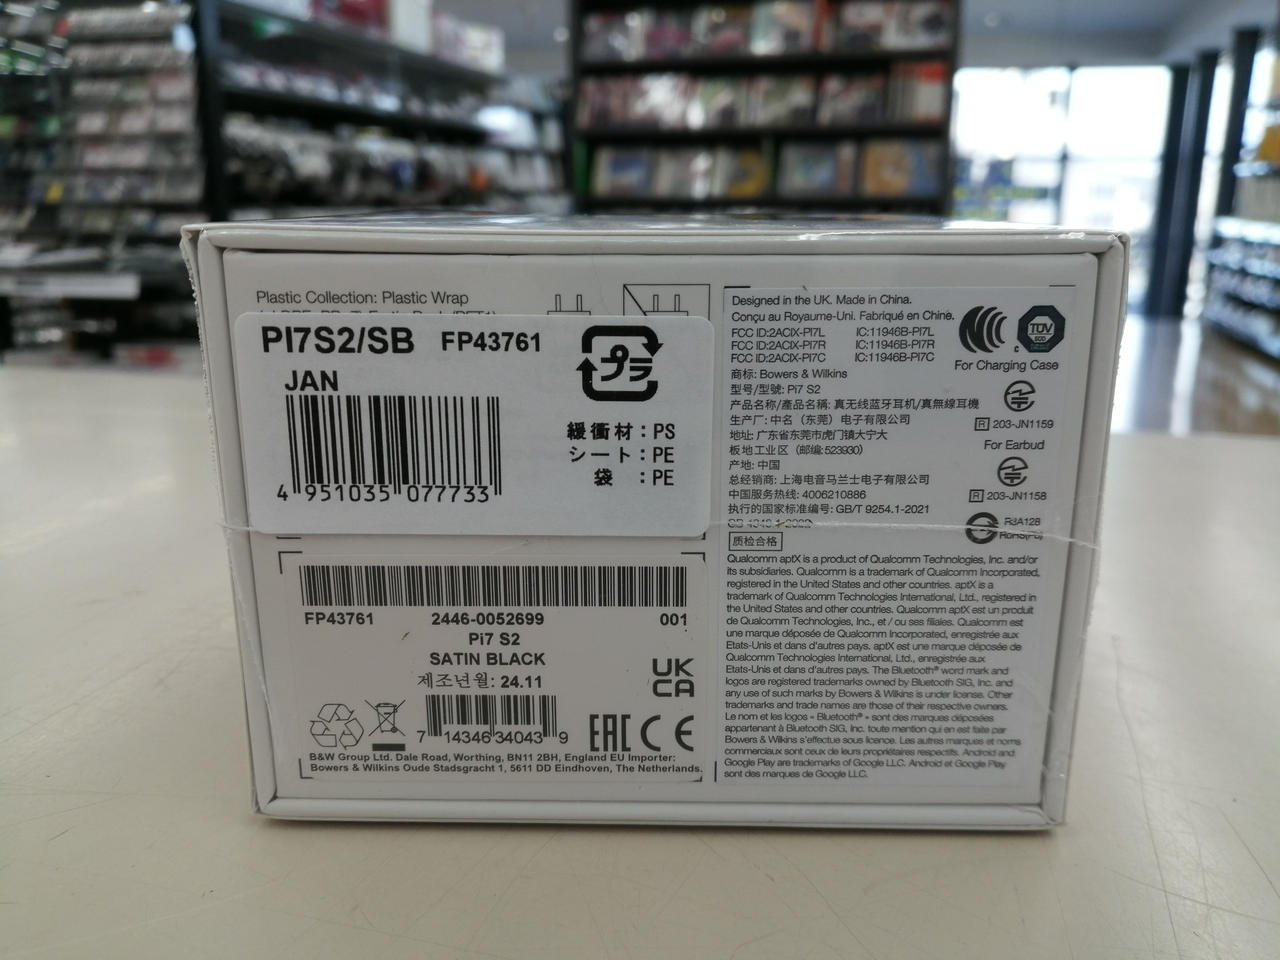 Plastic Collection: Plastic Wrap
PI7S2/SB FP43761
JAN
4 951035 077733
プラ
緩衝材：PS
シート：PE
袋　：PE
FP43761 2446-0052699 001
Pi7 S2
SATIN BLACK
제조년월: 24.11
UK
CA
7 14346 34043 9
EAC CE
B&W Group Ltd. Dale Road, Worthing, BN11 2BH, England EU Importer:
Bowers & Wilkins Oude Stadsgracht 1, 5611 DD Eindhoven, The Netherlands.
Designed in the UK. Made in China.
Conçu au Royaume-Uni. Fabriqué en Chine.
FCC ID:2ACIX-PI7L IC:11946B-PI7L
FCC ID:2ACIX-PI7R IC:11946B-PI7R
FCC ID:2ACIX-PI7C IC:11946B-PI7C
商标: Bowers & Wilkins
型号/型號: Pi7 S2
产品名称/產品名稱: 真无线蓝牙耳机/真無線耳機
生产厂: 中名（东莞）电子有限公司
地址: 广东省东莞市虎门镇大宁大
板地工业区（邮编:523930）
产地: 中国
总经销商: 上海电音马兰士电子有限公司
中国服务热线: 4006210886
执行的国家标准编号: GB/T 9254.1-2021
质检合格
TÜV
For Charging Case
R 203-JN1159
For Earbud
R 203-JN1158
Qualcomm aptX is a product of Qualcomm Technologies, Inc. and/or
its subsidiaries. Qualcomm is a trademark of Qualcomm Incorporated,
registered in the United States and other countries. aptX is a
trademark of Qualcomm Technologies International, Ltd., registered in
the United States and other countries. Qualcomm aptX est un produit
de Qualcomm Technologies, Inc., et / ou ses filiales. Qualcomm est
une marque déposée de Qualcomm Incorporated, enregistrée aux
Etats-Unis et dans d'autres pays. aptX est une marque déposée de
Qualcomm Technologies International, Ltd., enregistrée aux
Etats-Unis et dans d'autres pays. The Bluetooth® word mark and
logos are registered trademarks owned by Bluetooth SIG, Inc. and
any use of such marks by Bowers & Wilkins is under license. Other
trademarks and trade names are those of their respective owners.
Le nom et les logos « Bluetooth® » sont des marques déposées
appartenant à Bluetooth SIG, Inc. toute mention qui en est faite par
Bowers & Wilkins s'effectue sous licence. Les autres marques et noms
commerciaux sont ceux de leurs propriétaires respectifs. Android and
Google Play are trademarks of Google LLC. Android et Google Play
sont des marques de Google LLC.